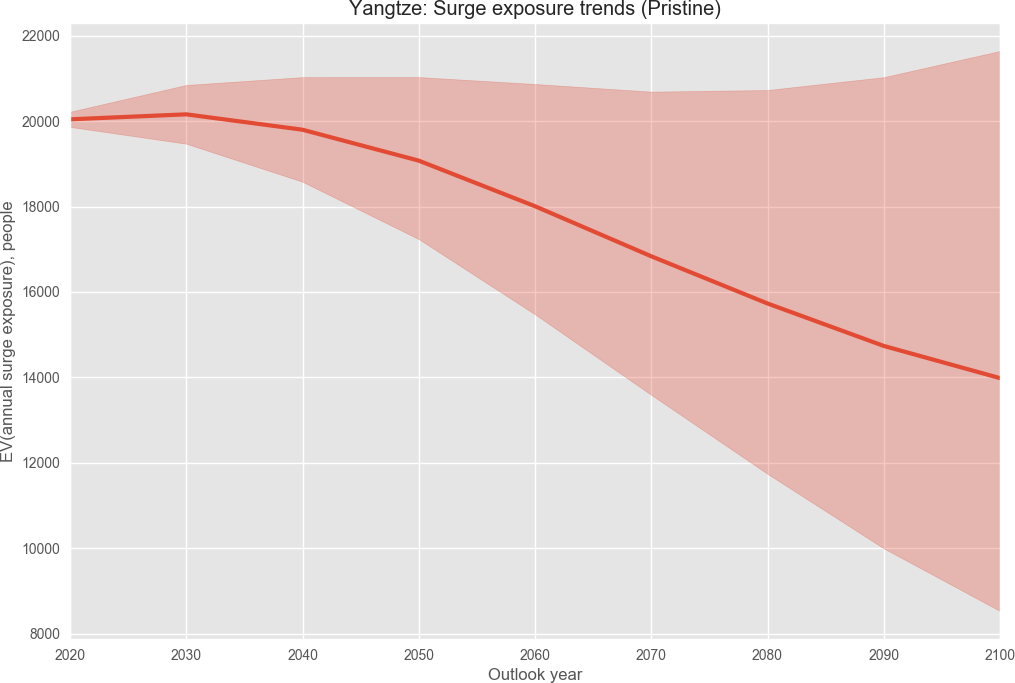 Yangtze: Surge exposure trends (Pristine)
EV(annual surge exposure), people
22000
20000
18000
16000
14000
12000
10000
8000
2020 2030 2040 2050 2060 2070 2080 2090 2100
Outlook year